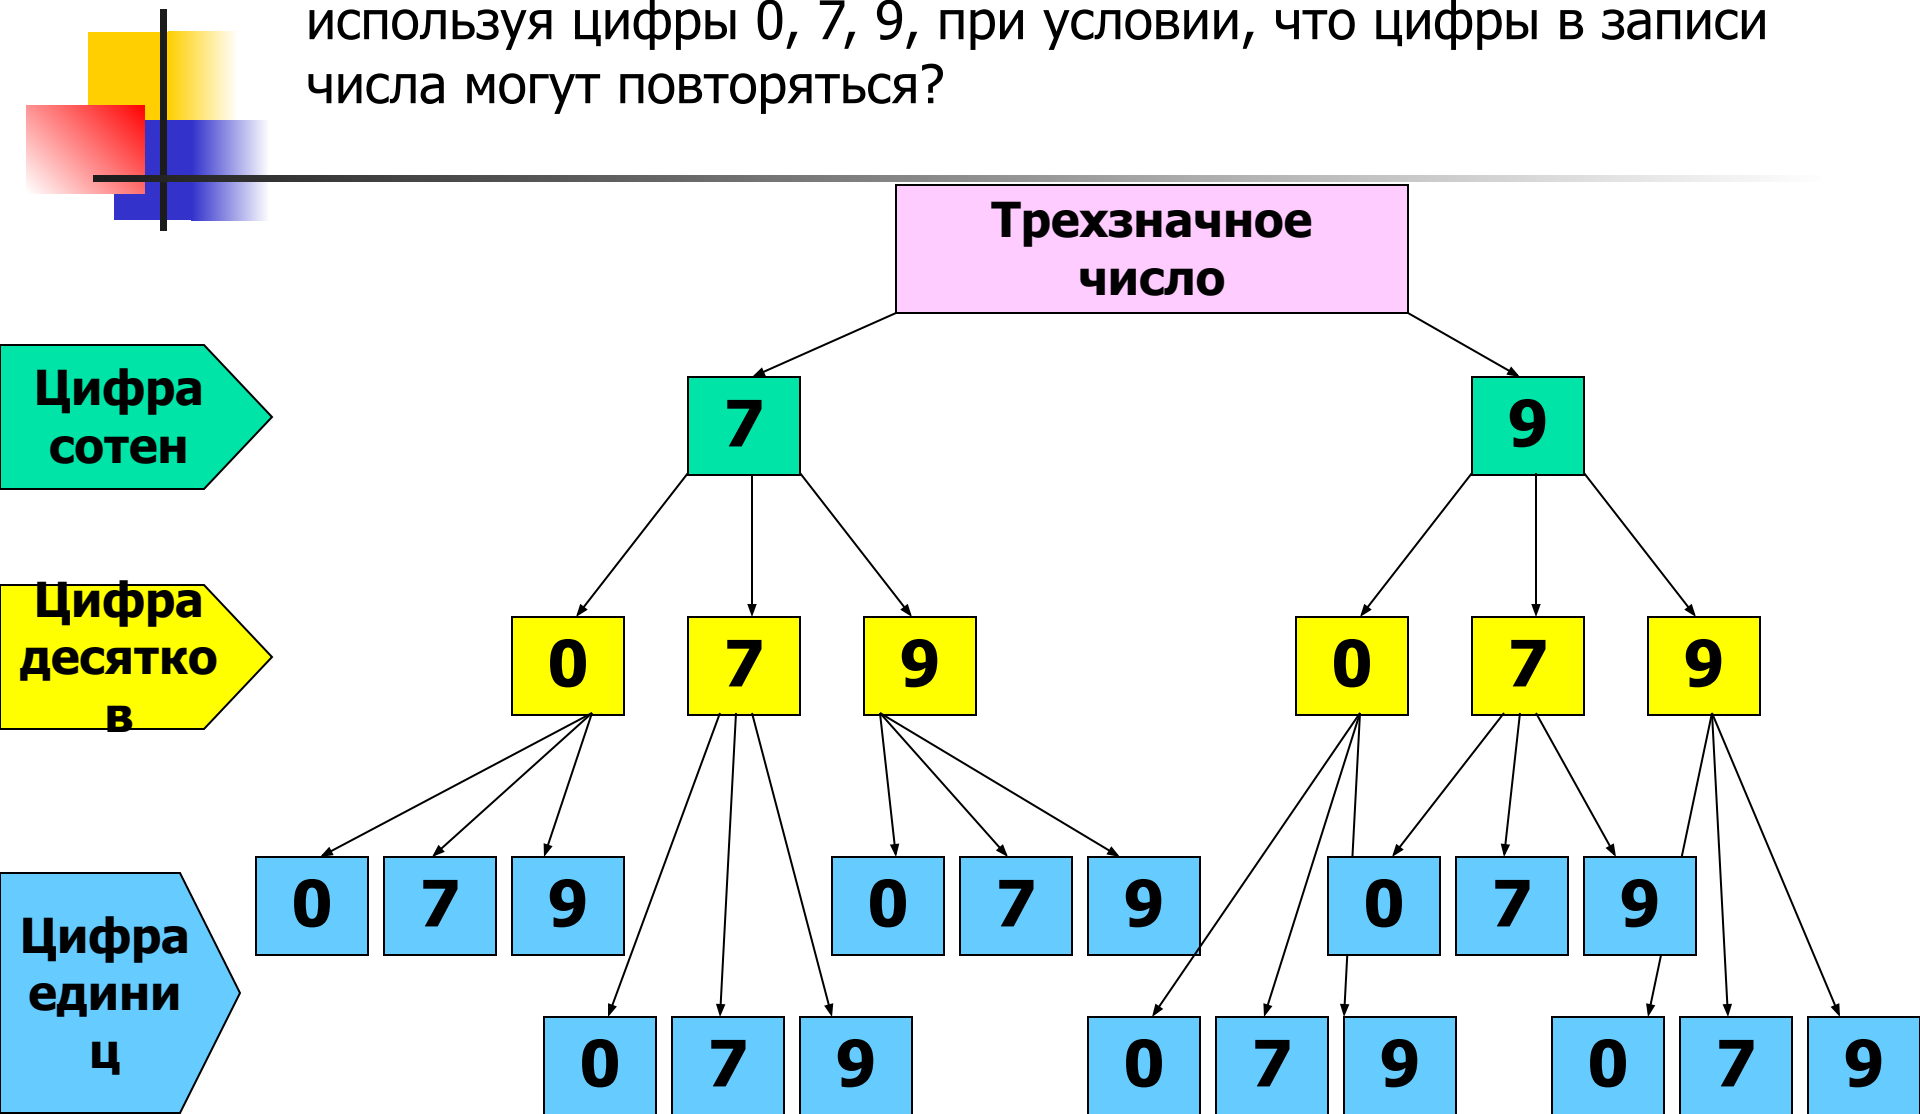 используя цифры 0, 7, 9, при условии, что цифры в записи
числа могут повторяться?
Трехзначное
число
Цифра
сотен
7 9
Цифра
десятко
в
0 7 9 0 7 9
Цифра
едини
ц
0 7 9 0 7 9 0 7 9
0 7 9 0 7 9 0 7 9